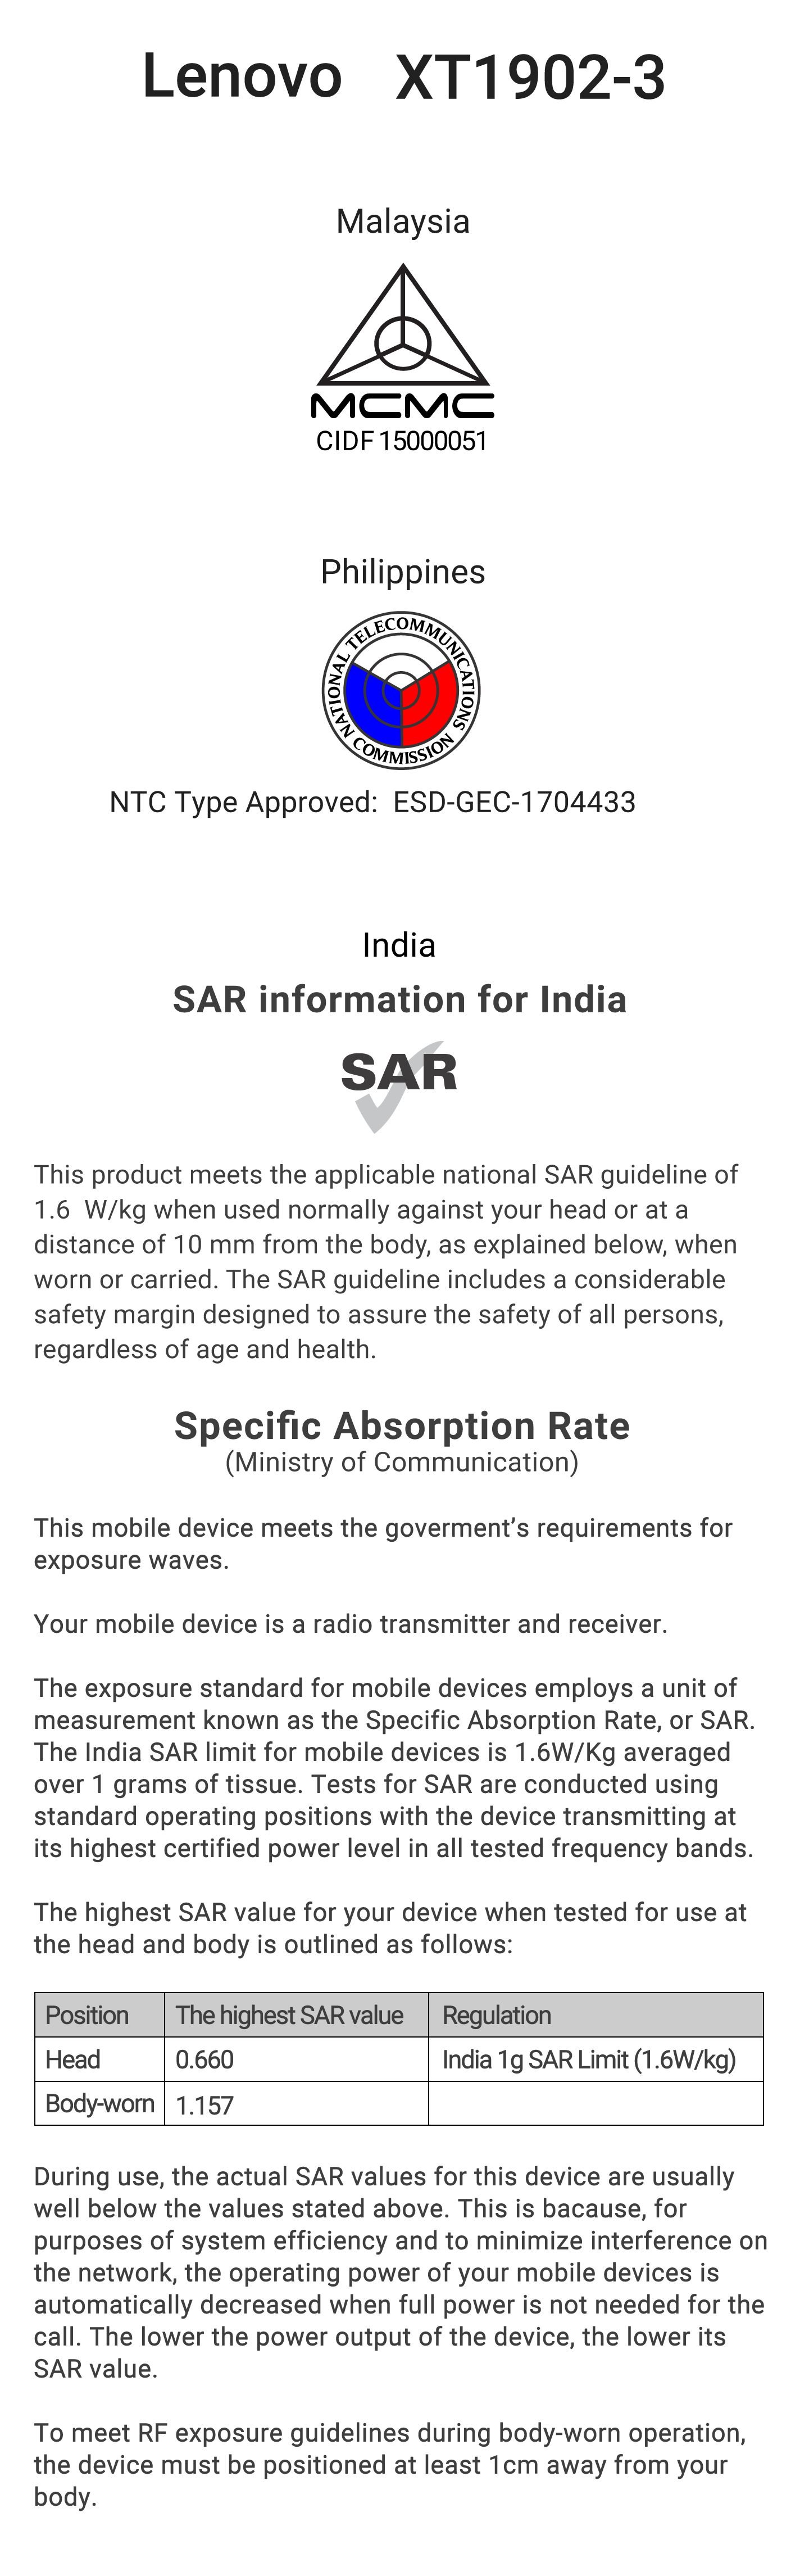 Lenovo XT1902-3
Malaysia
MCMC
CIDF 15000051
Philippines
NATIONAL TELECOMMUNICATIONS
COMMISSION
NTC Type Approved: ESD-GEC-1704433
India
SAR information for India
SAR
This product meets the applicable national SAR guideline of
1.6 W/kg when used normally against your head or at a
distance of 10 mm from the body, as explained below, when
worn or carried. The SAR guideline includes a considerable
safety margin designed to assure the safety of all persons,
regardless of age and health.
Specific Absorption Rate
(Ministry of Communication)
This mobile device meets the goverment’s requirements for
exposure waves.
Your mobile device is a radio transmitter and receiver.
The exposure standard for mobile devices employs a unit of
measurement known as the Specific Absorption Rate, or SAR.
The India SAR limit for mobile devices is 1.6W/Kg averaged
over 1 grams of tissue. Tests for SAR are conducted using
standard operating positions with the device transmitting at
its highest certified power level in all tested frequency bands.
The highest SAR value for your device when tested for use at
the head and body is outlined as follows:
Position The highest SAR value Regulation
Head 0.660 India 1g SAR Limit (1.6W/kg)
Body-worn 1.157
During use, the actual SAR values for this device are usually
well below the values stated above. This is bacause, for
purposes of system efficiency and to minimize interference on
the network, the operating power of your mobile devices is
automatically decreased when full power is not needed for the
call. The lower the power output of the device, the lower its
SAR value.
To meet RF exposure guidelines during body-worn operation,
the device must be positioned at least 1cm away from your
body.